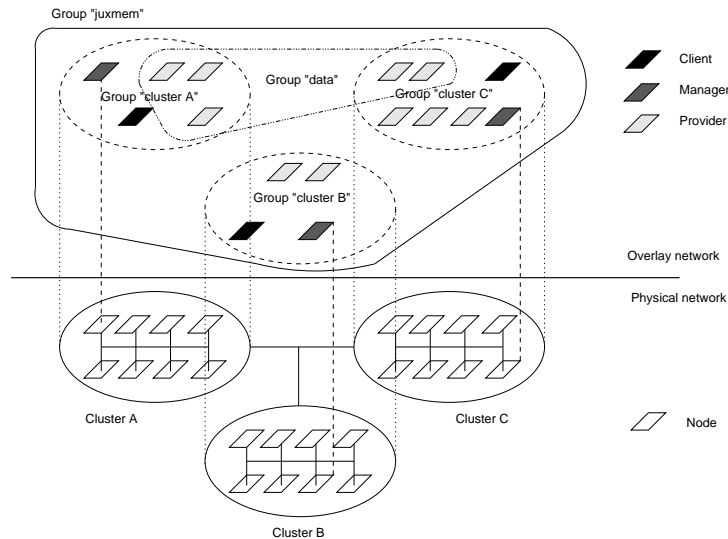 Group "juxmem"
Client
Group "data"
Group "cluster A"
Group "cluster C"
Manager
Provider
Group "cluster B"
Overlay network
Physical network
Cluster A
Cluster C
Node
Cluster B